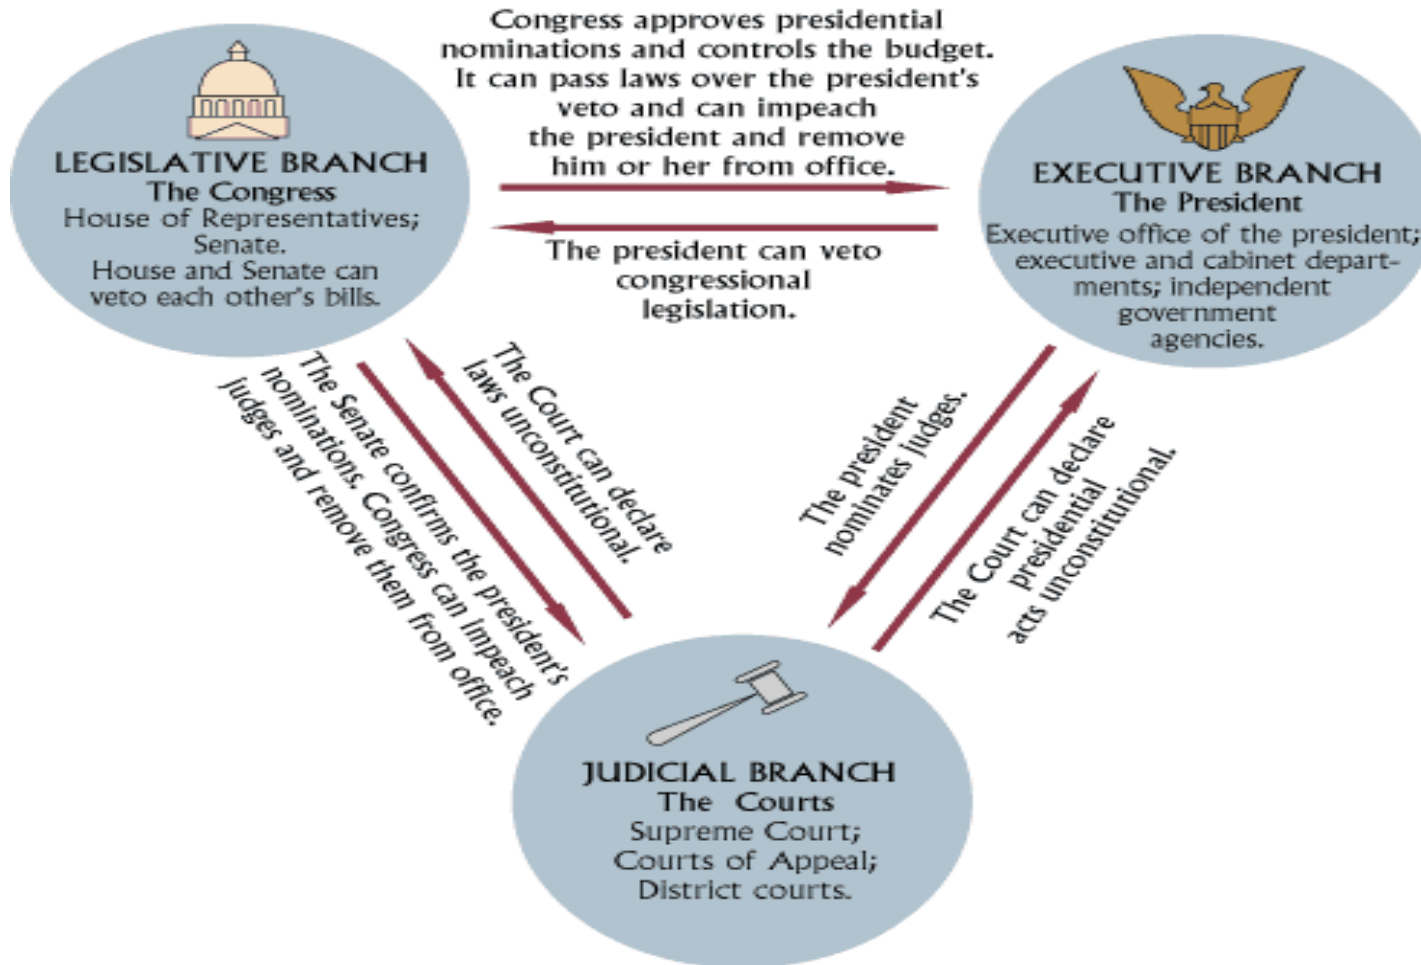 Congress approves presidential
nominations and controls the budget.
It can pass laws over the president's
veto and can impeach
the president and remove
him or her from office.
LEGISLATIVE BRANCH
The Congress
House of Representatives;
Senate.
House and Senate can
veto each other's bills.
EXECUTIVE BRANCH
The President
Executive office of the president;
executive and cabinet depart-
ments; independent
government
agencies.
The president can veto
congressional
legislation.
The Senate confirms the president's
nominations. Congress can impeach
judges and remove them from office.
The Court can declare
laws unconstitutional.
The president
nominates judges.
The Court can declare
presidential
acts unconstitutional.
JUDICIAL BRANCH
The Courts
Supreme Court;
Courts of Appeal;
District courts.